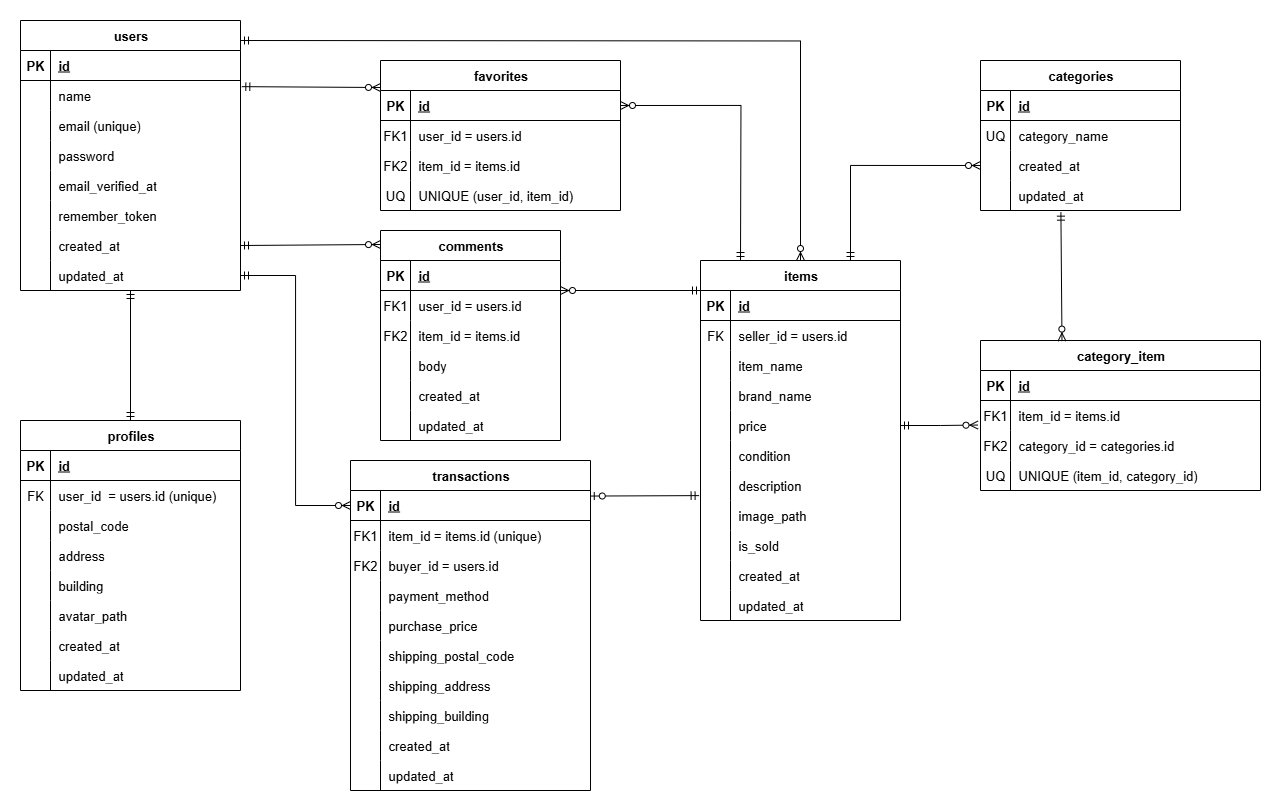 users
PK id
name
email (unique)
password
email_verified_at
remember_token
created_at
updated_at
favorites
PK id
FK1 user_id = users.id
FK2 item_id = items.id
UQ UNIQUE (user_id, item_id)
categories
PK id
UQ category_name
created_at
updated_at
comments
PK id
FK1 user_id = users.id
FK2 item_id = items.id
body
created_at
updated_at
items
PK id
FK seller_id = users.id
item_name
brand_name
price
condition
description
image_path
is_sold
created_at
updated_at
category_item
PK id
FK1 item_id = items.id
FK2 category_id = categories.id
UQ UNIQUE (item_id, category_id)
profiles
PK id
FK user_id = users.id (unique)
postal_code
address
building
avatar_path
created_at
updated_at
transactions
PK id
FK1 item_id = items.id (unique)
FK2 buyer_id = users.id
payment_method
purchase_price
shipping_postal_code
shipping_address
shipping_building
created_at
updated_at